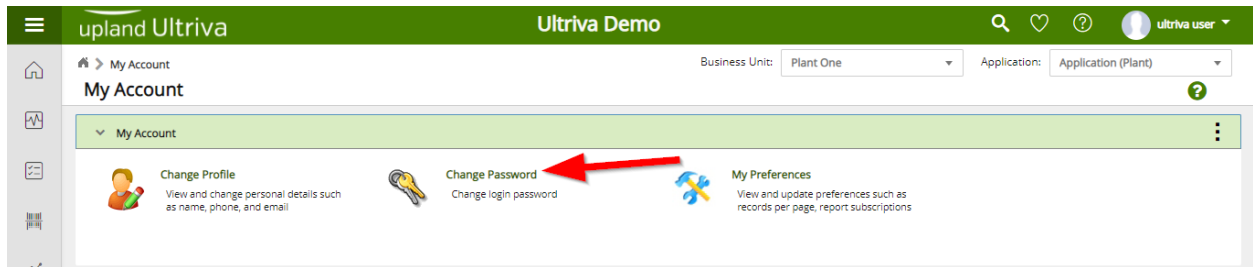 upland Ultriva
Ultriva Demo
ultriva user
My Account
Business Unit: Plant One
Application: Application (Plant)
My Account
My Account
Change Profile
View and change personal details such
as name, phone, and email
Change Password
Change login password
My Preferences
View and update preferences such as
records per page, report subscriptions